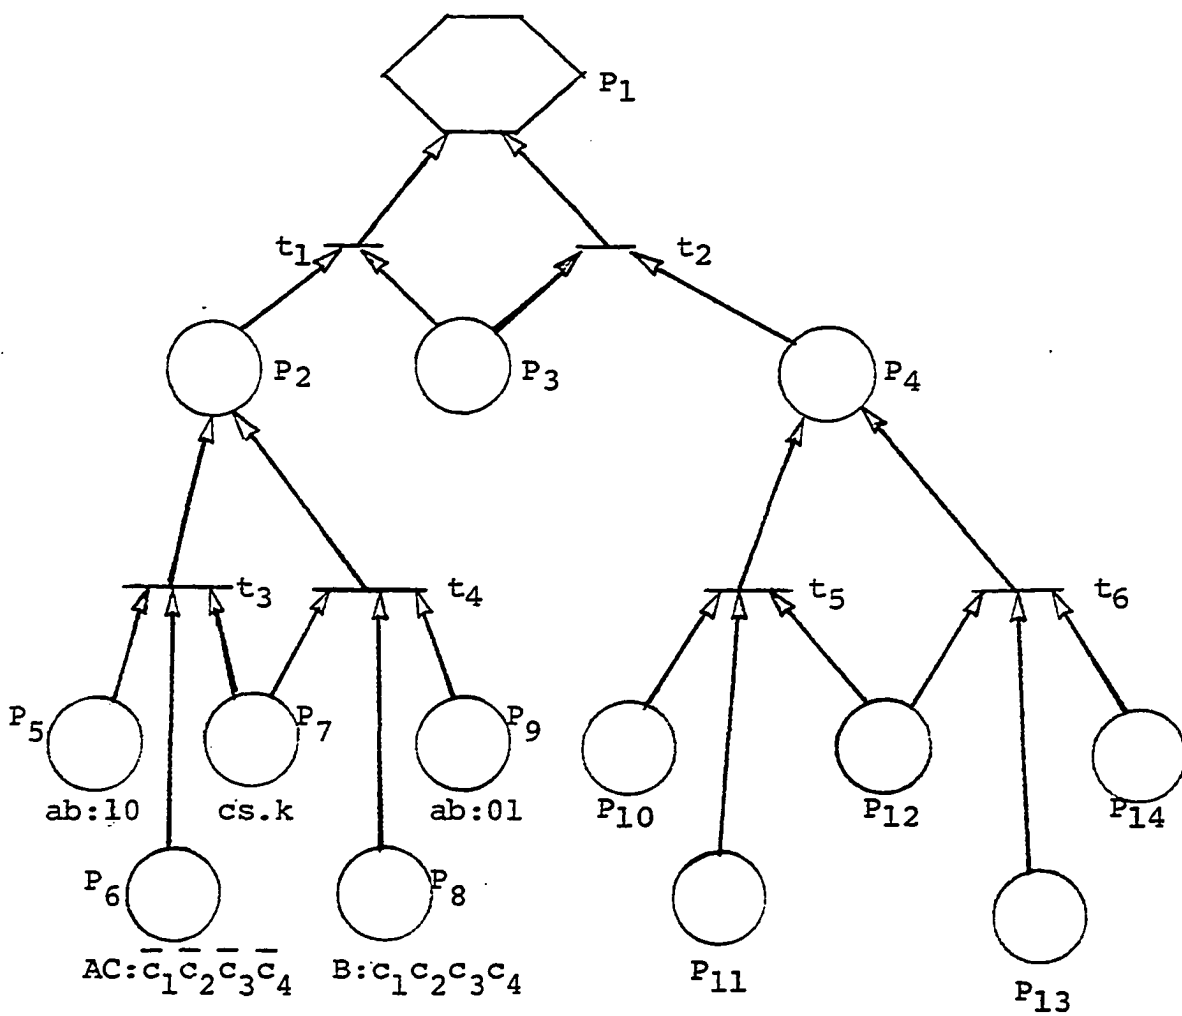 P1
t1
t2
P2
P3
P4
t3
t4
t5
t6
P5
P7
P9
ab:10
cs.k
ab:01
P10
P12
P14
P6
P8
AC:c̄1c̄2c̄3c̄4
B:c1c2c3c4
P11
P13